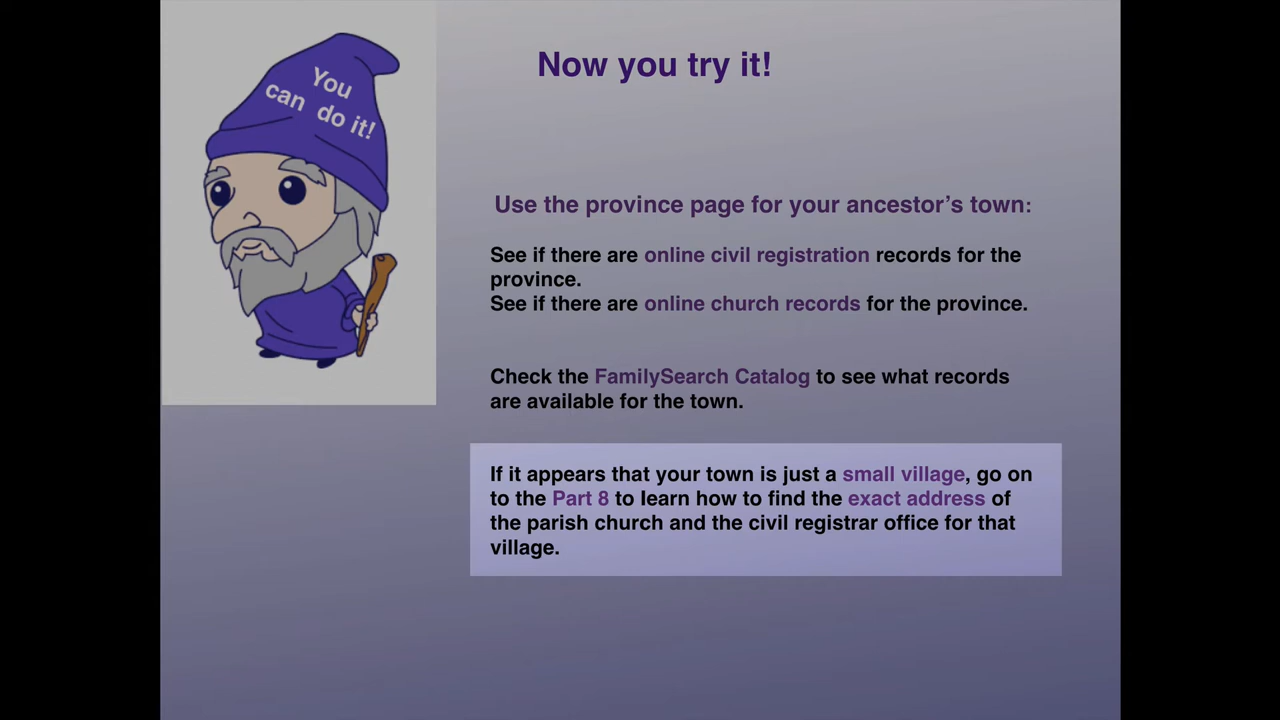 You
can do it!
Now you try it!
Use the province page for your ancestor’s town:
See if there are online civil registration records for the
province.
See if there are online church records for the province.
Check the FamilySearch Catalog to see what records
are available for the town.
If it appears that your town is just a small village, go on
to the Part 8 to learn how to find the exact address of
the parish church and the civil registrar office for that
village.